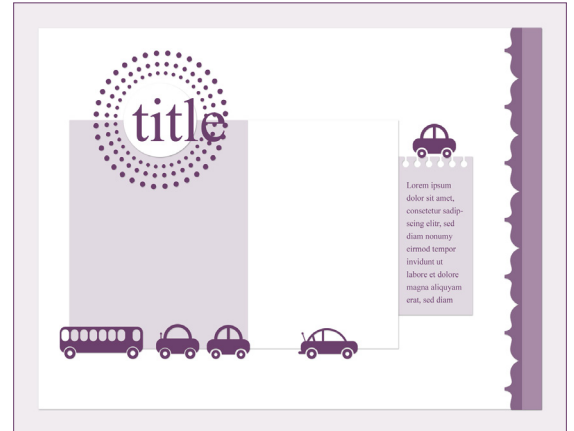 title
Lorem ipsum
dolor sit amet,
consetetur sadip-
scing elitr, sed
diam nonumy
eirmod tempor
invidunt ut
labore et dolore
magna aliquyam
erat, sed diam